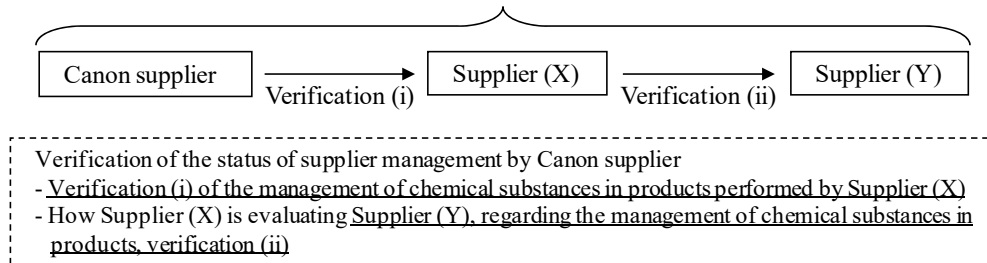 Canon supplier
Supplier (X)
Supplier (Y)
Verification (i)
Verification (ii)
Verification of the status of supplier management by Canon supplier
- Verification (i) of the management of chemical substances in products performed by Supplier (X)
- How Supplier (X) is evaluating Supplier (Y), regarding the management of chemical substances in
products, verification (ii)